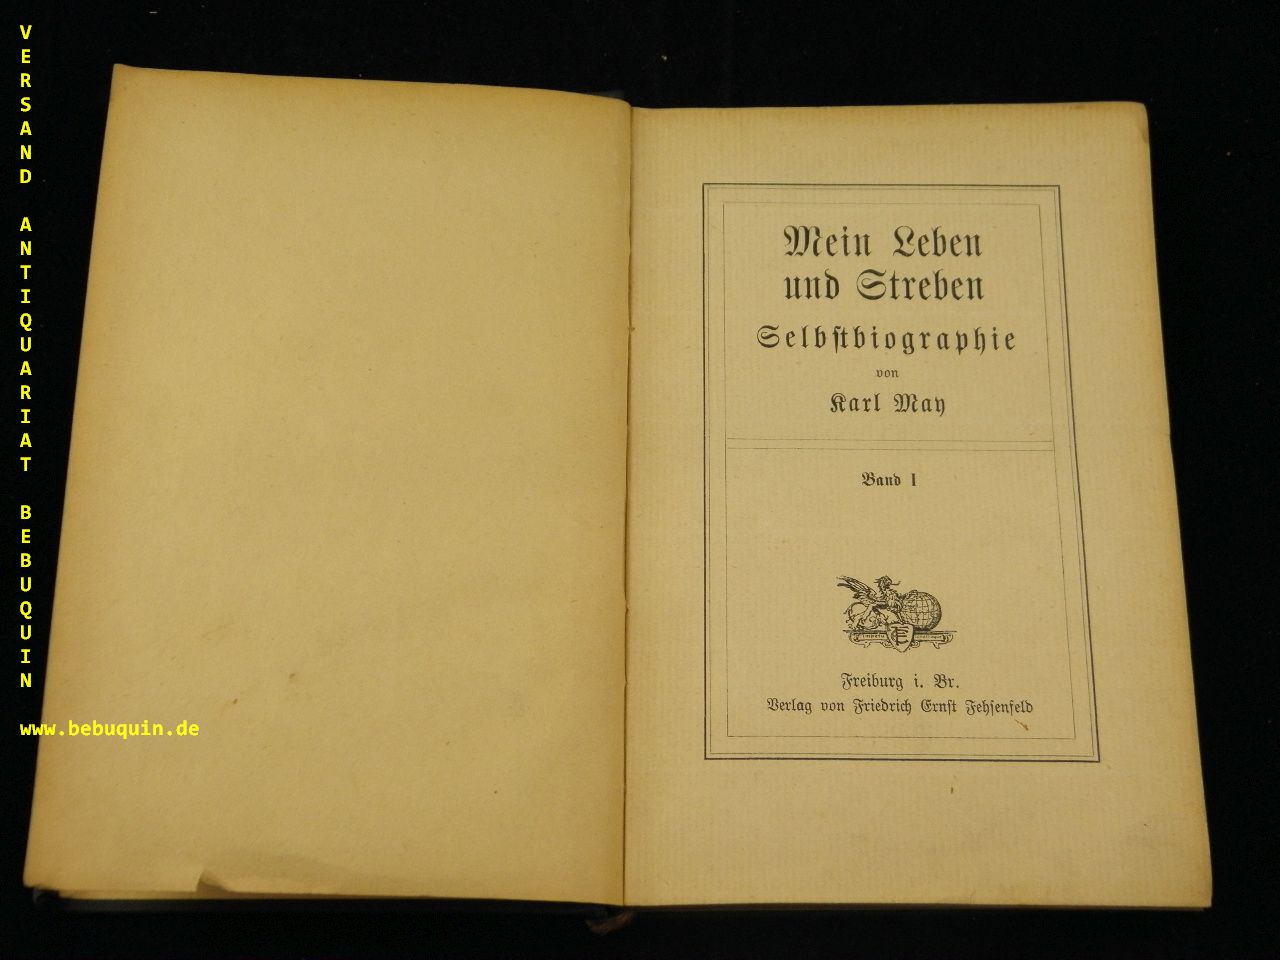 VERSAND ANTIQUARIAT BEBUQUIN
www.bebuquin.de
Mein Leben
und Streben
Selbstbiographie
von
Karl May
Band I
Freiburg i. Br.
Verlag von Friedrich Ernst Fehsenfeld